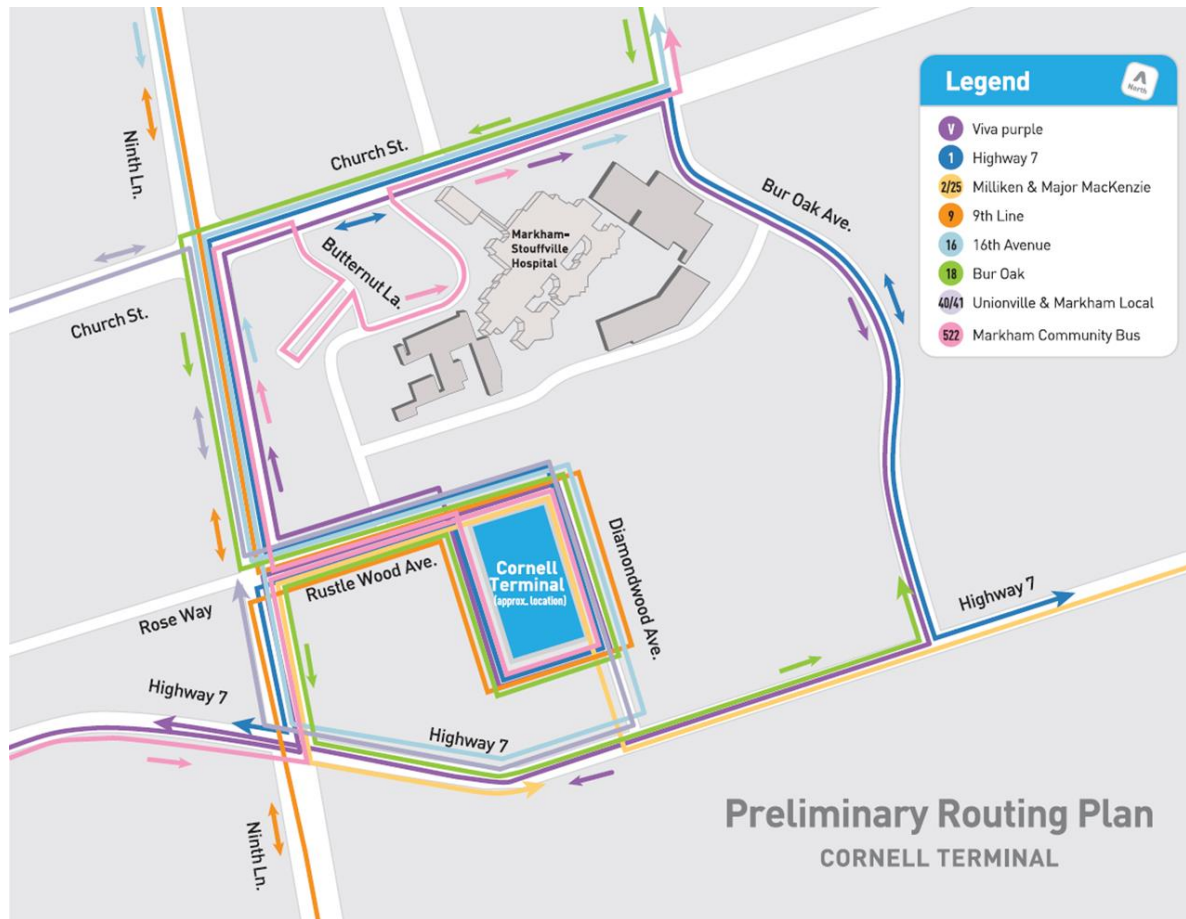 Ninth Ln.
Church St.
Church St.
Butternut La.
Markham-
Stouffville
Hospital
Bur Oak Ave.
Legend
North
V Viva purple
1 Highway 7
2/25 Milliken & Major MacKenzie
9 9th Line
16 16th Avenue
18 Bur Oak
40/41 Unionville & Markham Local
522 Markham Community Bus
Rustle Wood Ave.
Rose Way
Cornell
Terminal
(approx. location)
Diamondwood Ave.
Highway 7
Highway 7
Highway 7
Ninth Ln.
Preliminary Routing Plan
CORNELL TERMINAL